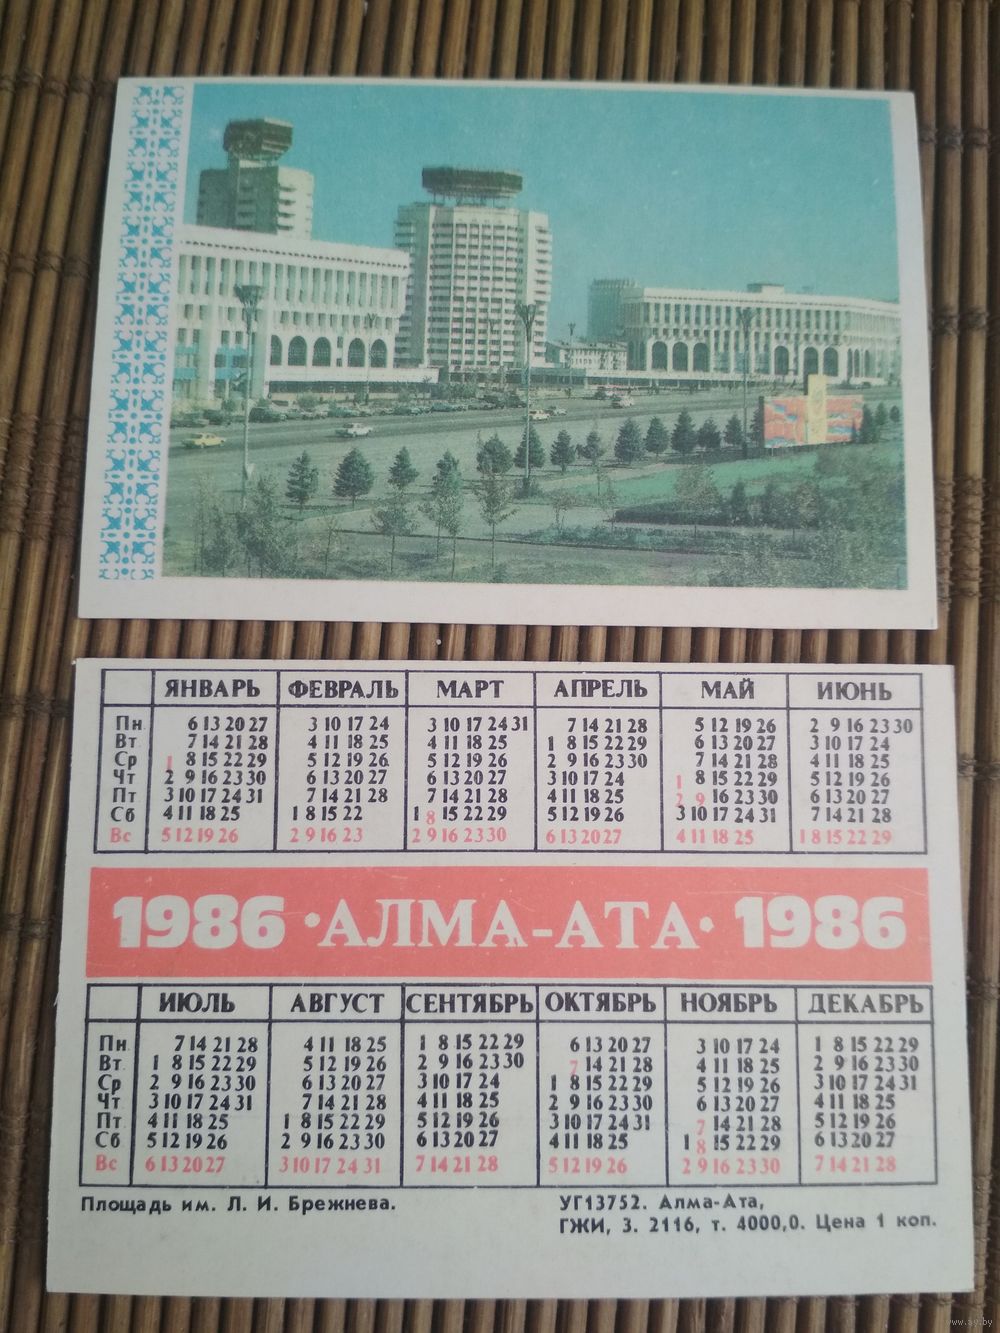 ЯНВАРЬ ФЕВРАЛЬ МАРТ АПРЕЛЬ МАЙ ИЮНЬ
Пн 6 13 20 27 3 10 17 24 3 10 17 24 31 7 14 21 28 5 12 19 26 2 9 16 23 30
Вт 7 14 21 28 4 11 18 25 4 11 18 25 1 8 15 22 29 6 13 20 27 3 10 17 24
Ср 1 8 15 22 29 5 12 19 26 5 12 19 26 2 9 16 23 30 7 14 21 28 4 11 18 25
Чт 2 9 16 23 30 6 13 20 27 6 13 20 27 3 10 17 24 1 8 15 22 29 5 12 19 26
Пт 3 10 17 24 31 7 14 21 28 7 14 21 28 4 11 18 25 2 9 16 23 30 6 13 20 27
Сб 4 11 18 25 1 8 15 22 1 8 15 22 29 5 12 19 26 3 10 17 24 31 7 14 21 28
Вс 5 12 19 26 2 9 16 23 2 9 16 23 30 6 13 20 27 4 11 18 25 1 8 15 22 29
1986 •АЛМА-АТА• 1986
ИЮЛЬ АВГУСТ СЕНТЯБРЬ ОКТЯБРЬ НОЯБРЬ ДЕКАБРЬ
Пн 7 14 21 28 4 11 18 25 1 8 15 22 29 6 13 20 27 3 10 17 24 1 8 15 22 29
Вт 1 8 15 22 29 5 12 19 26 2 9 16 23 30 7 14 21 28 4 11 18 25 2 9 16 23 30
Ср 2 9 16 23 30 6 13 20 27 3 10 17 24 1 8 15 22 29 5 12 19 26 3 10 17 24 31
Чт 3 10 17 24 31 7 14 21 28 4 11 18 25 2 9 16 23 30 6 13 20 27 4 11 18 25
Пт 4 11 18 25 1 8 15 22 29 5 12 19 26 3 10 17 24 31 7 14 21 28 5 12 19 26
Сб 5 12 19 26 2 9 16 23 30 6 13 20 27 4 11 18 25 1 8 15 22 29 6 13 20 27
Вс 6 13 20 27 3 10 17 24 31 7 14 21 28 5 12 19 26 2 9 16 23 30 7 14 21 28
Площадь им. Л. И. Брежнева.
УГ13752. Алма-Ата,
ГЖИ, З. 2116, т. 4000,0. Цена 1 коп.
www.ay.by